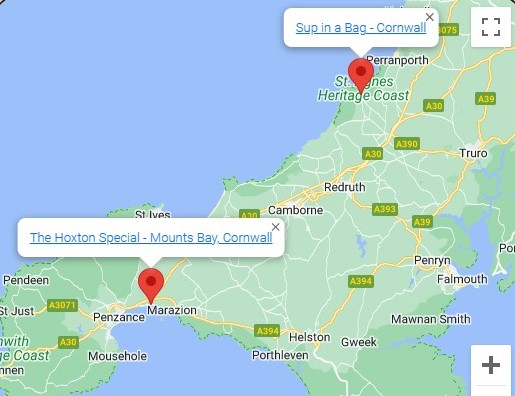 Sup in a Bag - Cornwall
3075
Perranporth
St Agnes
Heritage Coast
A30
A39
A390
A30
Truro
Redruth
A393
St Ives
A30
Camborne
A39
The Hoxton Special - Mounts Bay, Cornwall
Pendeen
Penryn
A394
Falmouth
St Just
A3071
Penzance
Marazion
Mawnan Smith
A394
Helston
Gweek
A30
Coast
Mousehole
Porthleven